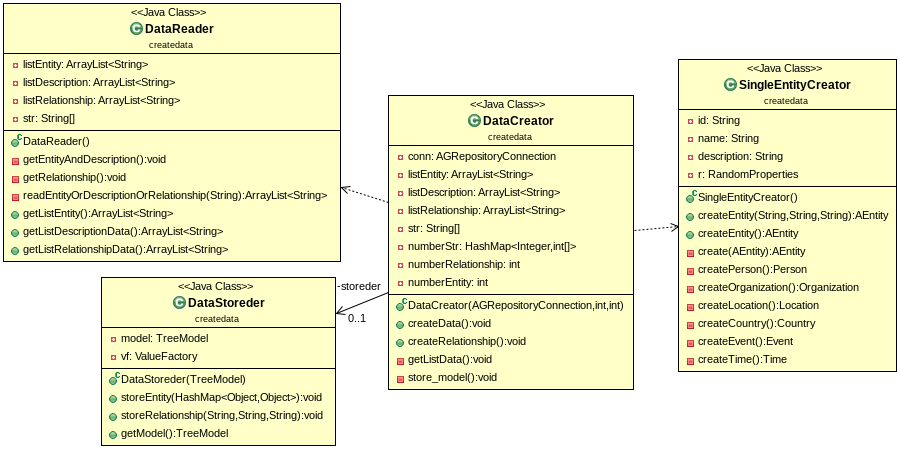 <<Java Class>>
DataReader
createdata
listEntity: ArrayList<String>
listDescription: ArrayList<String>
listRelationship: ArrayList<String>
str: String[]
DataReader()
getEntityAndDescription():void
getRelationship():void
readEntityOrDescriptionOrRelationship(String):ArrayList<String>
getListEntity():ArrayList<String>
getListDescriptionData():ArrayList<String>
getListRelationshipData():ArrayList<String>
<<Java Class>>
DataStoreder
createdata
model: TreeModel
vf: ValueFactory
DataStoreder(TreeModel)
storeEntity(HashMap<Object,Object>):void
storeRelationship(String,String,String):void
getModel():TreeModel
-storeder
0..1
<<Java Class>>
DataCreator
createdata
conn: AGRepositoryConnection
listEntity: ArrayList<String>
listDescription: ArrayList<String>
listRelationship: ArrayList<String>
str: String[]
numberStr: HashMap<Integer,int[]>
numberRelationship: int
numberEntity: int
DataCreator(AGRepositoryConnection,int,int)
createData():void
createRelationship():void
getListData():void
store_model():void
<<Java Class>>
SingleEntityCreator
createdata
id: String
name: String
description: String
r: RandomProperties
SingleEntityCreator()
createEntity(String,String,String):AEntity
createEntity():AEntity
create(AEntity):AEntity
createPerson():Person
createOrganization():Organization
createLocation():Location
createCountry():Country
createEvent():Event
createTime():Time